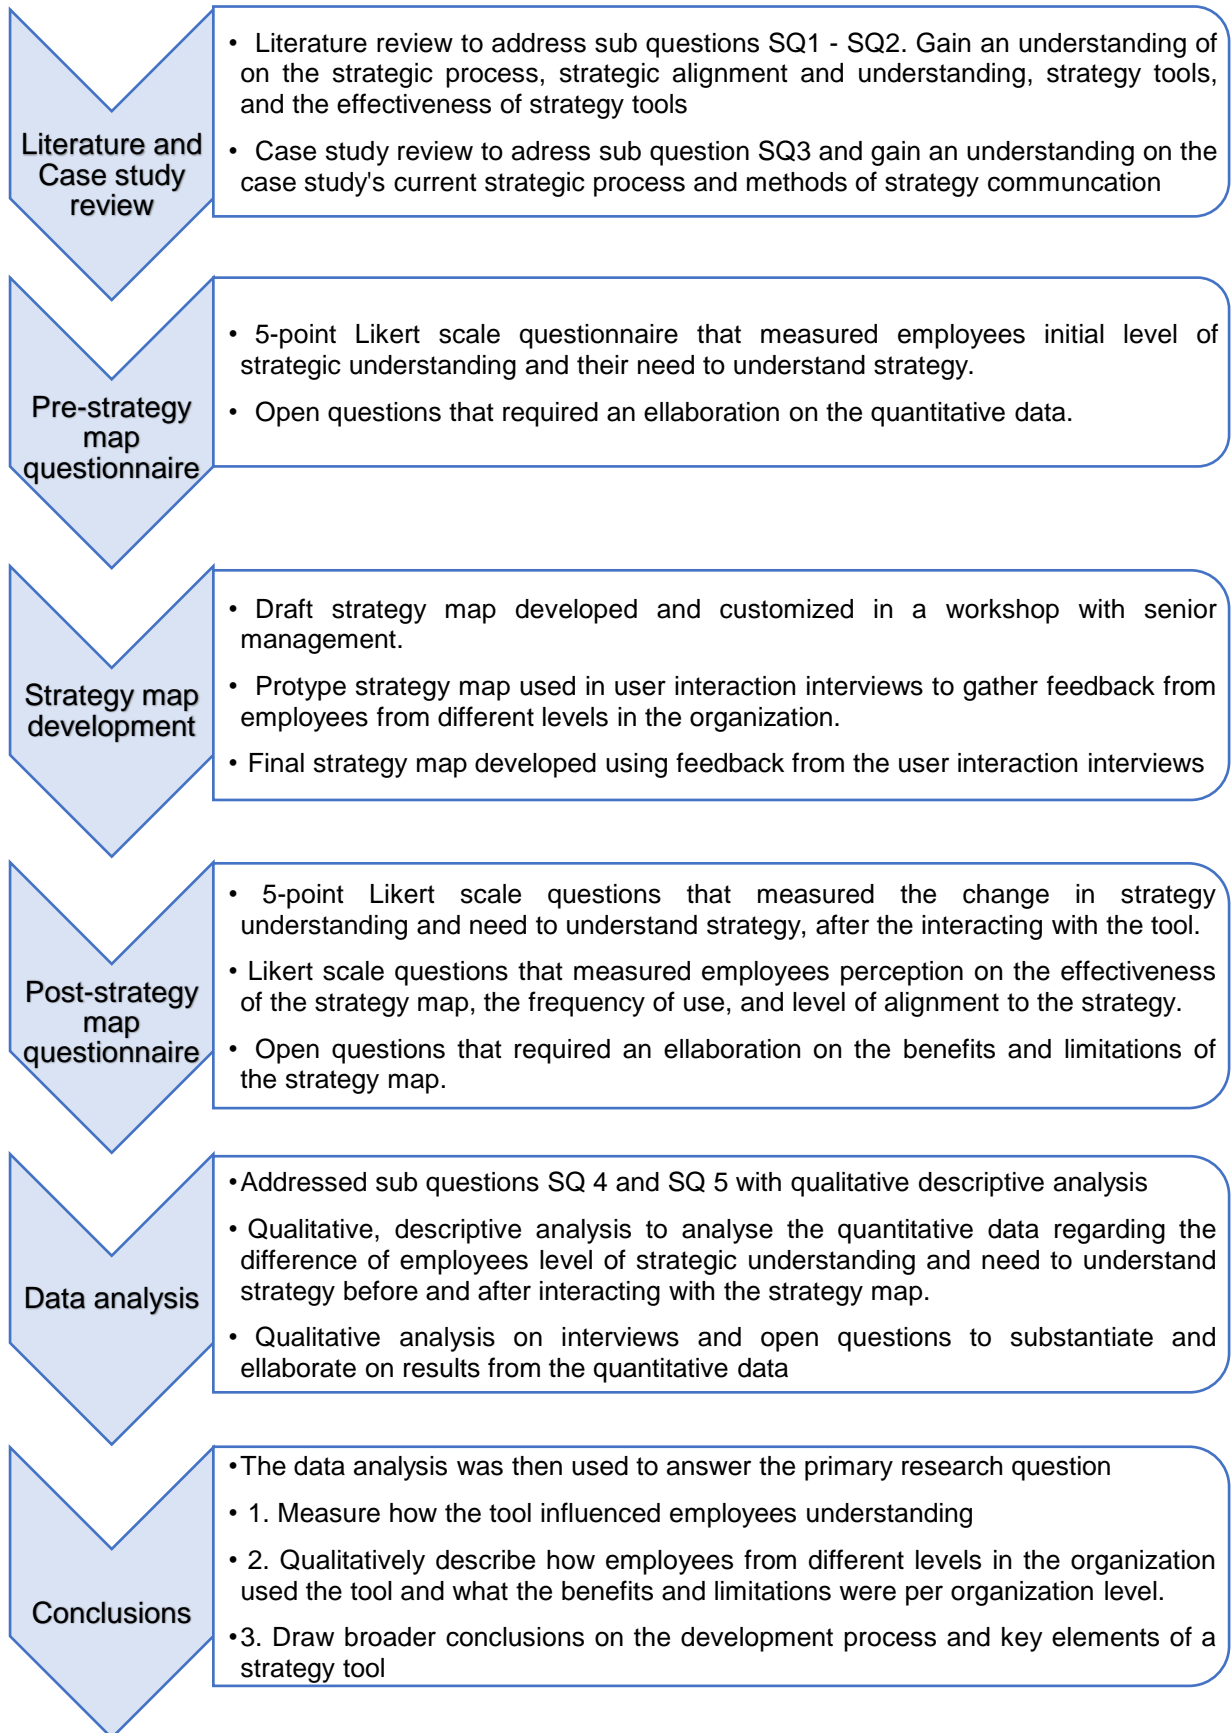 Literature and
Case study
review
• Literature review to address sub questions SQ1 - SQ2. Gain an understanding of
on the strategic process, strategic alignment and understanding, strategy tools,
and the effectiveness of strategy tools
• Case study review to adress sub question SQ3 and gain an understanding on the
case study's current strategic process and methods of strategy communcation
Pre-strategy
map
questionnaire
• 5-point Likert scale questionnaire that measured employees initial level of
strategic understanding and their need to understand strategy.
• Open questions that required an ellaboration on the quantitative data.
Strategy map
development
• Draft strategy map developed and customized in a workshop with senior
management.
• Protype strategy map used in user interaction interviews to gather feedback from
employees from different levels in the organization.
• Final strategy map developed using feedback from the user interaction interviews
Post-strategy
map
questionnaire
• 5-point Likert scale questions that measured the change in strategy
understanding and need to understand strategy, after the interacting with the tool.
• Likert scale questions that measured employees perception on the effectiveness
of the strategy map, the frequency of use, and level of alignment to the strategy.
• Open questions that required an ellaboration on the benefits and limitations of
the strategy map.
Data analysis
• Addressed sub questions SQ 4 and SQ 5 with qualitative descriptive analysis
• Qualitative, descriptive analysis to analyse the quantitative data regarding the
difference of employees level of strategic understanding and need to understand
strategy before and after interacting with the strategy map.
• Qualitative analysis on interviews and open questions to substantiate and
ellaborate on results from the quantitative data
Conclusions
• The data analysis was then used to answer the primary research question
• 1. Measure how the tool influenced employees understanding
• 2. Qualitatively describe how employees from different levels in the organization
used the tool and what the benefits and limitations were per organization level.
• 3. Draw broader conclusions on the development process and key elements of a
strategy tool